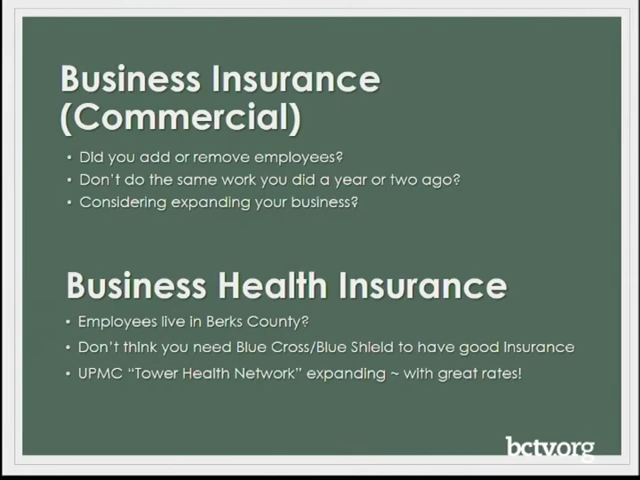 Business Insurance
(Commercial)
• Did you add or remove employees?
• Don't do the same work you did a year or two ago?
• Considering expanding your business?
Business Health Insurance
• Employees live in Berks County?
• Don't think you need Blue Cross/Blue Shield to have good Insurance
• UPMC “Tower Health Network” expanding ~ with great rates!
bctv.org